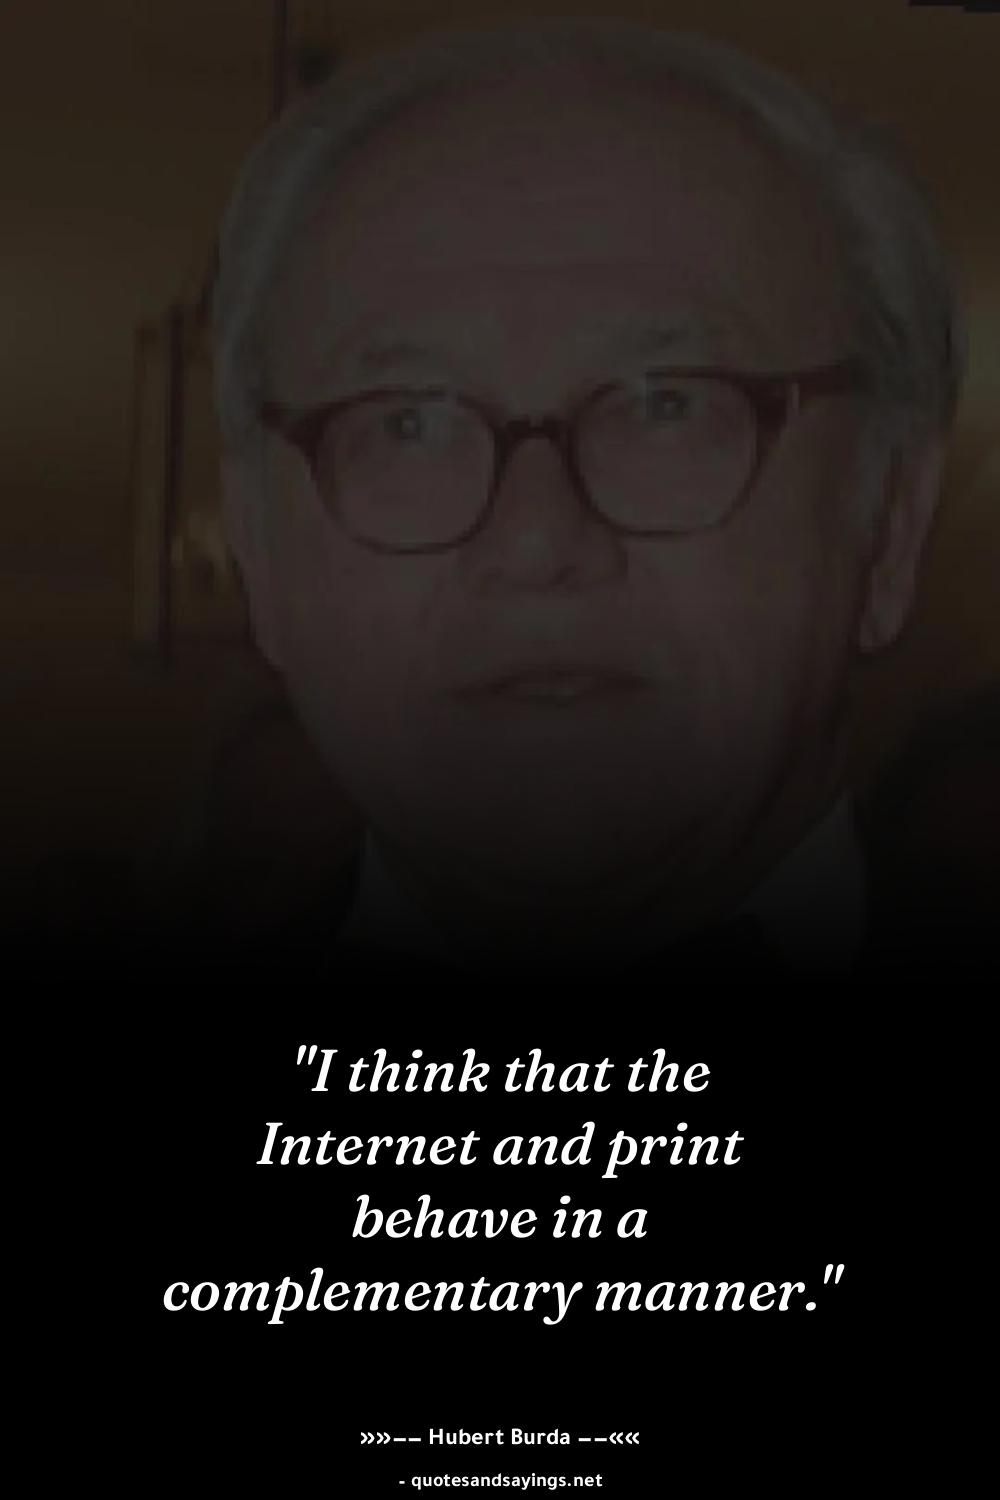 "I think that the
Internet and print
behave in a
complementary manner."
»»–– Hubert Burda ––««
- quotesandsayings.net